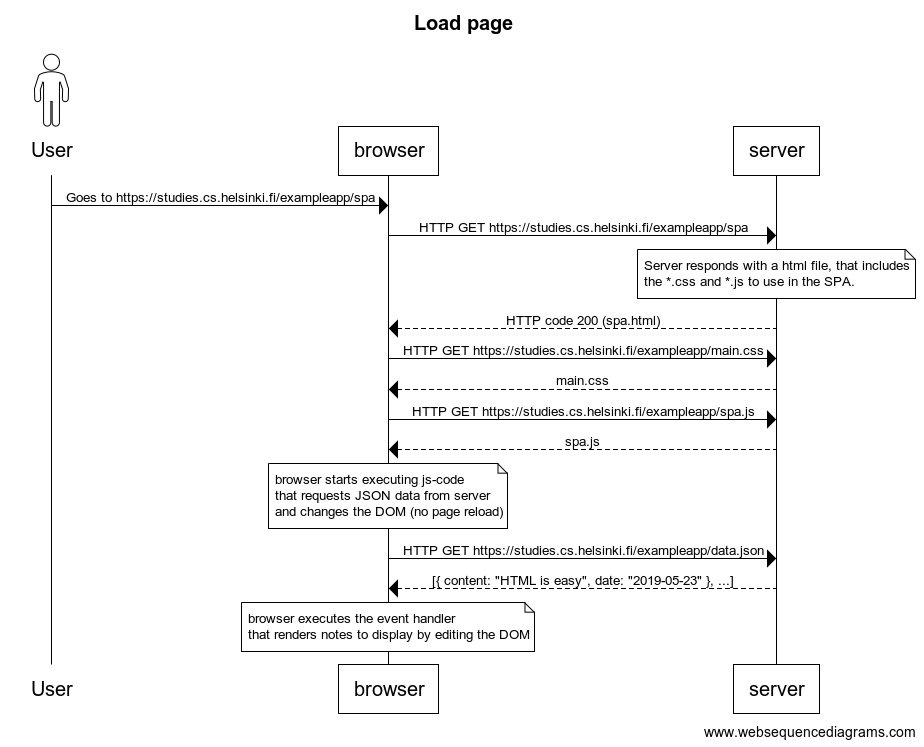 Load page
User
browser
server
Goes to https://studies.cs.helsinki.fi/exampleapp/spa
HTTP GET https://studies.cs.helsinki.fi/exampleapp/spa
Server responds with a html file, that includes
the *.css and *.js to use in the SPA.
HTTP code 200 (spa.html)
HTTP GET https://studies.cs.helsinki.fi/exampleapp/main.css
main.css
HTTP GET https://studies.cs.helsinki.fi/exampleapp/spa.js
spa.js
browser starts executing js-code
that requests JSON data from server
and changes the DOM (no page reload)
HTTP GET https://studies.cs.helsinki.fi/exampleapp/data.json
[{ content: "HTML is easy", date: "2019-05-23" }, ...]
browser executes the event handler
that renders notes to display by editing the DOM
User
browser
server
www.websequencediagrams.com